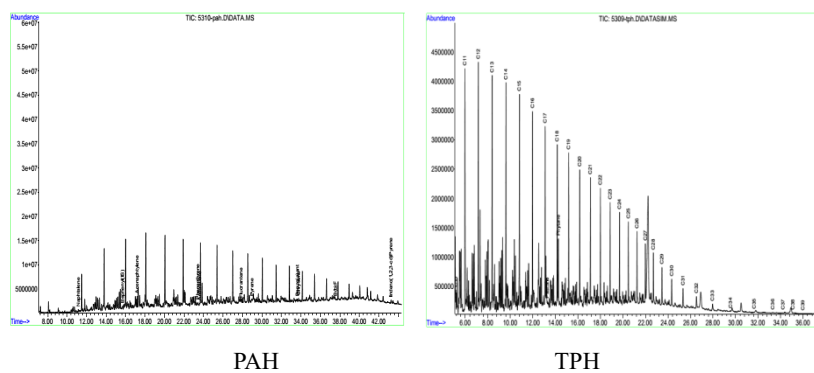 Abundance
TIC: 5310-pah.D\DATA.MS
6e+07
5.5e+07
5e+07
4.5e+07
4e+07
3.5e+07
3e+07
2.5e+07
2e+07
1.5e+07
1e+07
5000000
Time-->
10.00 12.00 14.00 16.00 18.00 20.00 22.00 24.00 26.00 28.00 30.00 32.00 34.00 36.00 38.00 40.00 42.00
Abundance
TIC: 5309-tph.D\DATASIM.MS
4500000
4000000
3500000
3000000
2500000
2000000
1500000
1000000
500000
C11 C12 C13 C14 C15 C16 C17 C18 Phytane C19 C20 C21 C22 C23 C24 C25 C26 C27 C28 C29 C30 C31 C32 C33 C34 C35 C36 C37 C38 C39
Time-->
6.00 8.00 10.00 12.00 14.00 16.00 18.00 20.00 22.00 24.00 26.00 28.00 30.00 32.00 34.00 36.00
PAH
TPH